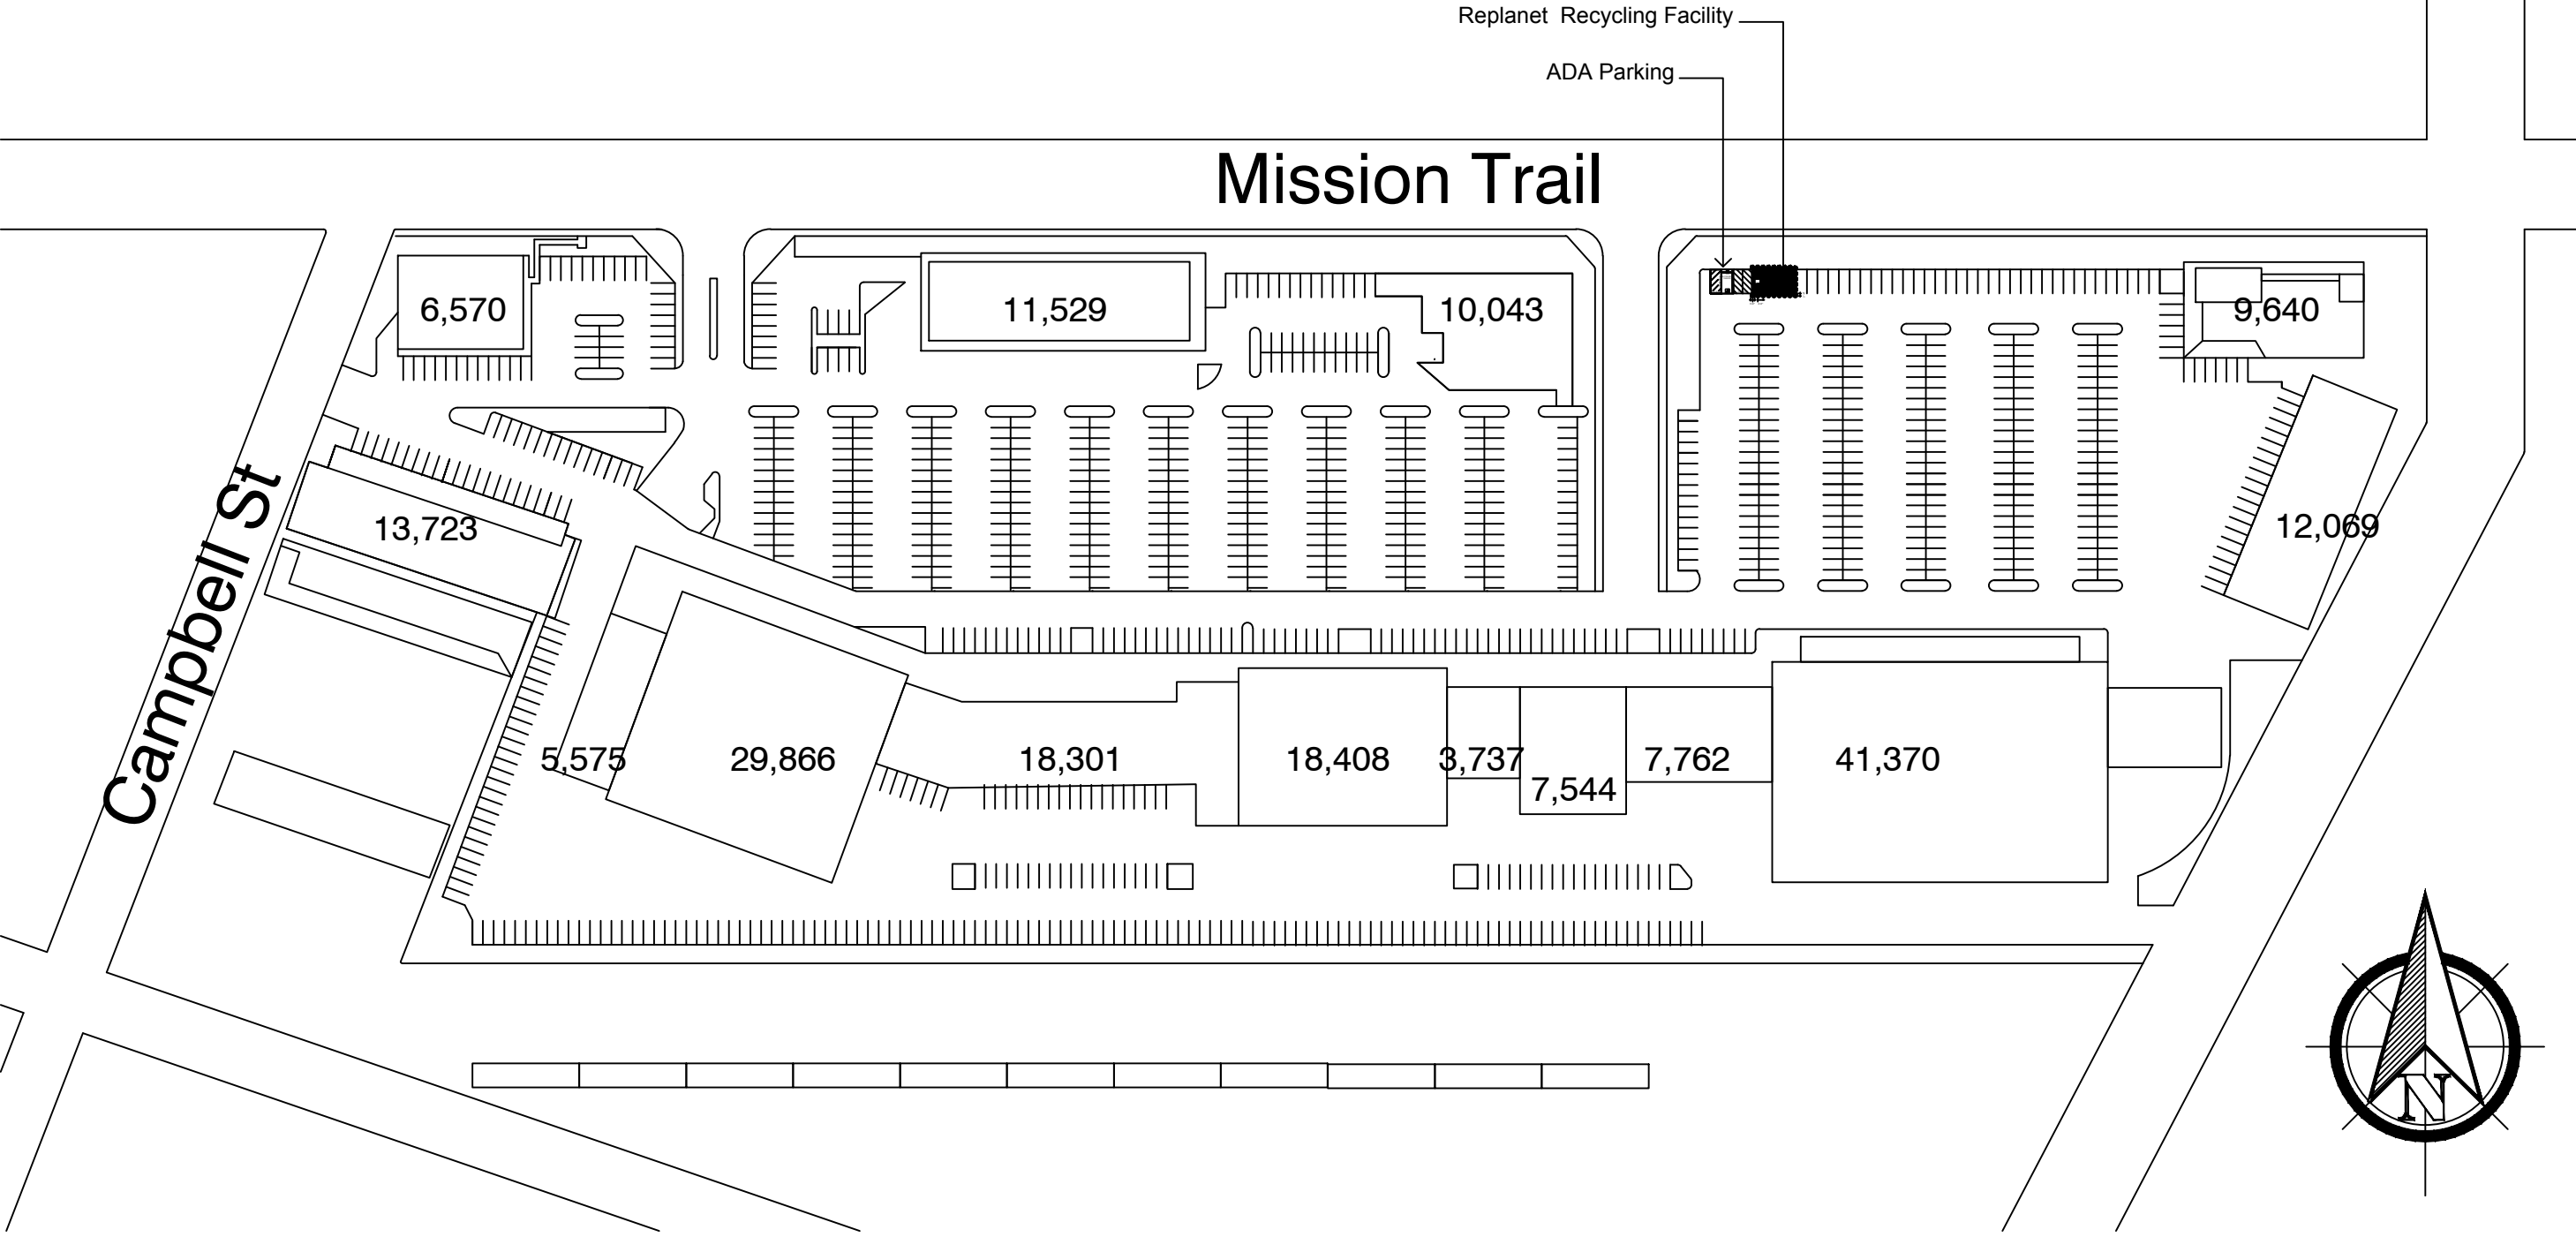 Replanet Recycling Facility
ADA Parking
Mission Trail
6,570
11,529
10,043
9,640
Campbell St
13,723
12,069
5,575
29,866
18,301
18,408
3,737
7,544
7,762
41,370
N